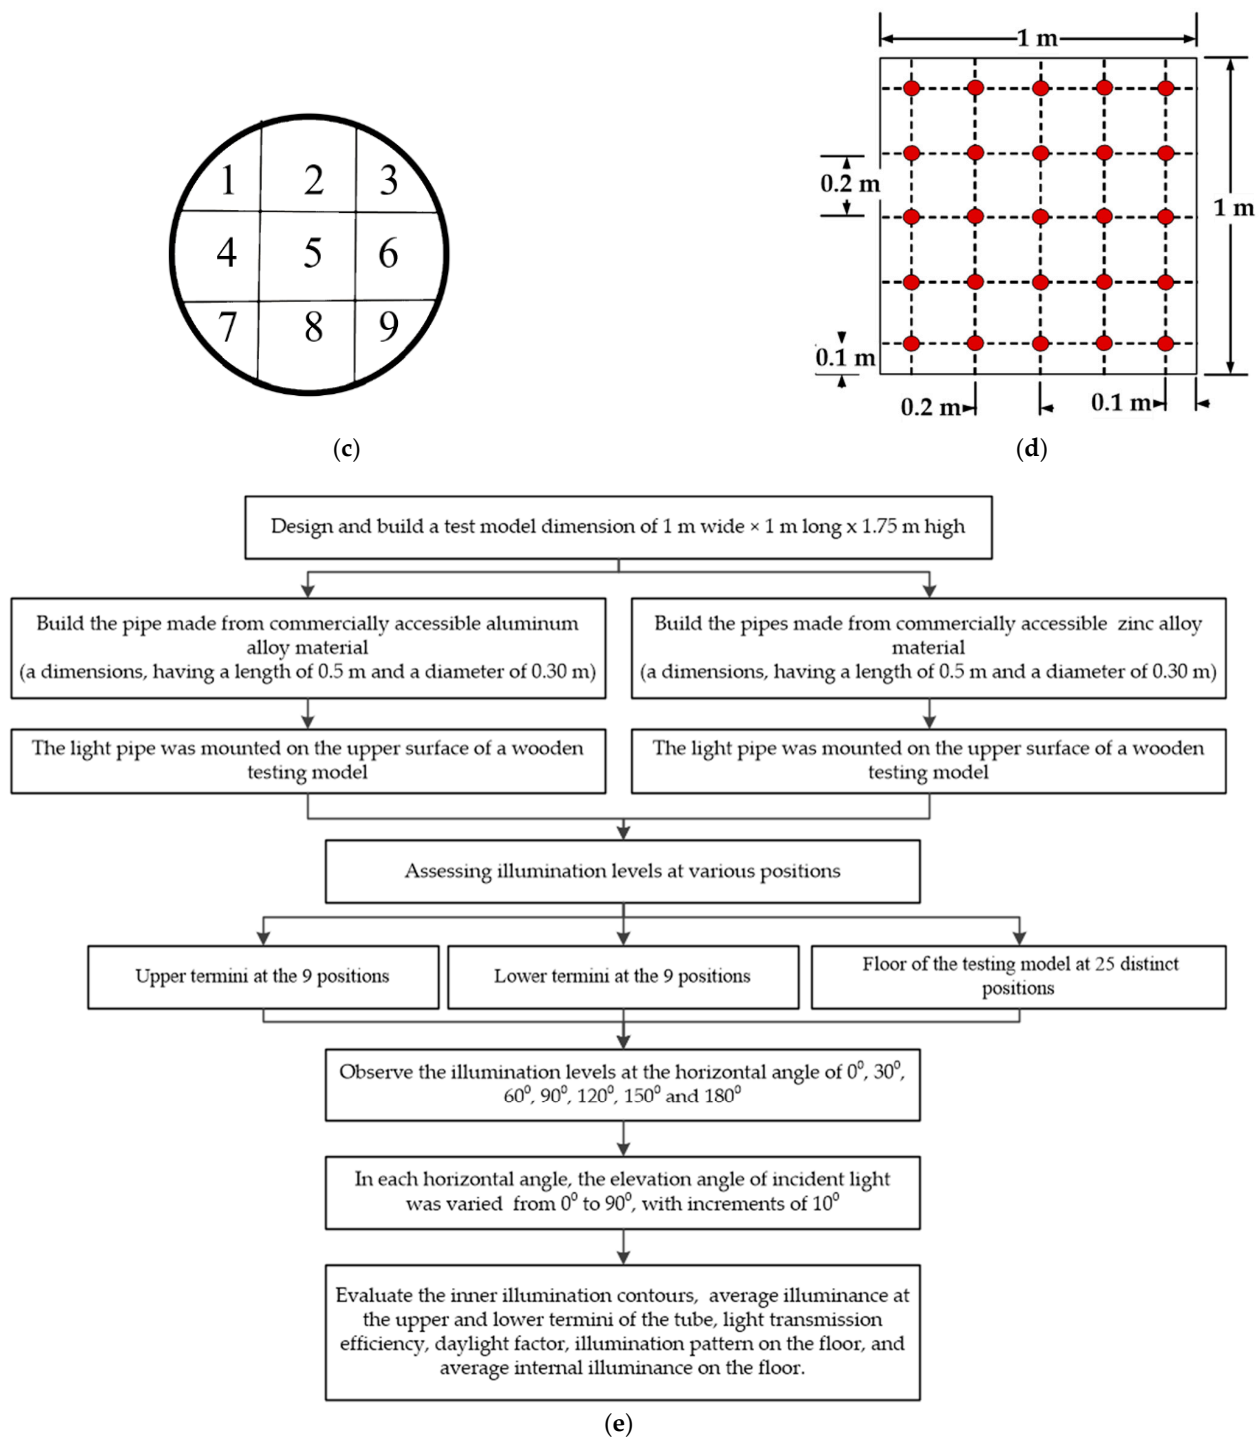 1 2 3
4 5 6
7 8 9
(c)
1 m
0.2 m
1 m
0.1 m
0.2 m
0.1 m
(d)
Design and build a test model dimension of 1 m wide × 1 m long x 1.75 m high
Build the pipe made from commercially accessible aluminum
alloy material
(a dimensions, having a length of 0.5 m and a diameter of 0.30 m)
Build the pipes made from commercially accessible zinc alloy
material
(a dimensions, having a length of 0.5 m and a diameter of 0.30 m)
The light pipe was mounted on the upper surface of a wooden
testing model
The light pipe was mounted on the upper surface of a wooden
testing model
Assessing illumination levels at various positions
Upper termini at the 9 positions
Lower termini at the 9 positions
Floor of the testing model at 25 distinct
positions
Observe the illumination levels at the horizontal angle of 0⁰, 30⁰,
60⁰, 90⁰, 120⁰, 150⁰ and 180⁰
In each horizontal angle, the elevation angle of incident light
was varied from 0⁰ to 90⁰, with increments of 10⁰
Evaluate the inner illumination contours, average illuminance at
the upper and lower termini of the tube, light transmission
efficiency, daylight factor, illumination pattern on the floor, and
average internal illuminance on the floor.
(e)